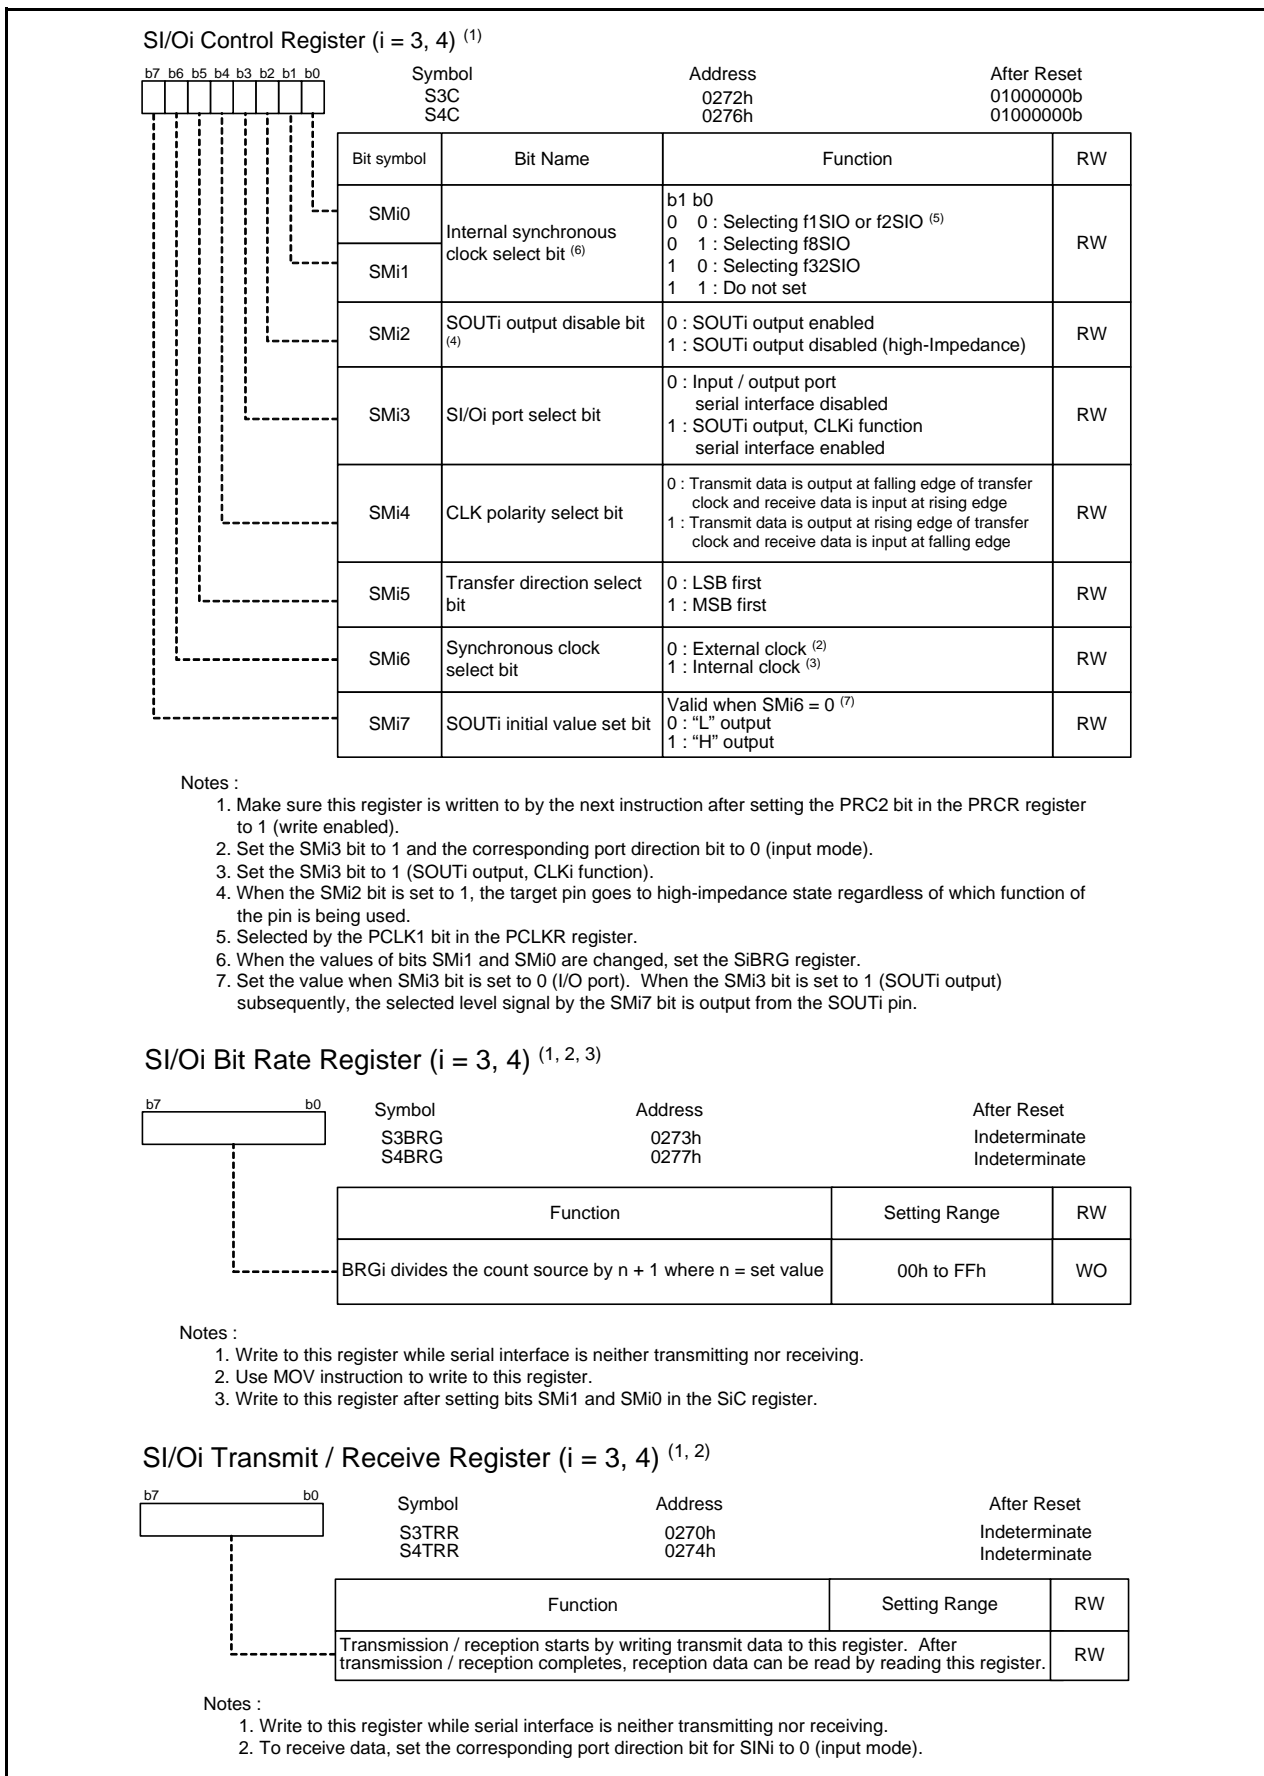 SI/Oi Control Register (i = 3, 4) (1)
b7 b6 b5 b4 b3 b2 b1 b0
Symbol Address After Reset
S3C 0272h 01000000b
S4C 0276h 01000000b
Bit symbol Bit Name Function RW
SMi0
SMi1
Internal synchronous
clock select bit (6)
b1 b0
0 0 : Selecting f1SIO or f2SIO (5)
0 1 : Selecting f8SIO
1 0 : Selecting f32SIO
1 1 : Do not set
RW
SMi2
SOUTi output disable bit
(4)
0 : SOUTi output enabled
1 : SOUTi output disabled (high-Impedance)
RW
SMi3
SI/Oi port select bit
0 : Input / output port
serial interface disabled
1 : SOUTi output, CLKi function
serial interface enabled
RW
SMi4
CLK polarity select bit
0 : Transmit data is output at falling edge of transfer
clock and receive data is input at rising edge
1 : Transmit data is output at rising edge of transfer
clock and receive data is input at falling edge
RW
SMi5
Transfer direction select
bit
0 : LSB first
1 : MSB first
RW
SMi6
Synchronous clock
select bit
0 : External clock (2)
1 : Internal clock (3)
RW
SMi7
SOUTi initial value set bit
Valid when SMi6 = 0 (7)
0 : “L” output
1 : “H” output
RW
Notes :
1. Make sure this register is written to by the next instruction after setting the PRC2 bit in the PRCR register
to 1 (write enabled).
2. Set the SMi3 bit to 1 and the corresponding port direction bit to 0 (input mode).
3. Set the SMi3 bit to 1 (SOUTi output, CLKi function).
4. When the SMi2 bit is set to 1, the target pin goes to high-impedance state regardless of which function of
the pin is being used.
5. Selected by the PCLK1 bit in the PCLKR register.
6. When the values of bits SMi1 and SMi0 are changed, set the SiBRG register.
7. Set the value when SMi3 bit is set to 0 (I/O port). When the SMi3 bit is set to 1 (SOUTi output)
subsequently, the selected level signal by the SMi7 bit is output from the SOUTi pin.
SI/Oi Bit Rate Register (i = 3, 4) (1, 2, 3)
b7 b0
Symbol Address After Reset
S3BRG 0273h Indeterminate
S4BRG 0277h Indeterminate
Function Setting Range RW
BRGi divides the count source by n + 1 where n = set value 00h to FFh WO
Notes :
1. Write to this register while serial interface is neither transmitting nor receiving.
2. Use MOV instruction to write to this register.
3. Write to this register after setting bits SMi1 and SMi0 in the SiC register.
SI/Oi Transmit / Receive Register (i = 3, 4) (1, 2)
b7 b0
Symbol Address After Reset
S3TRR 0270h Indeterminate
S4TRR 0274h Indeterminate
Function Setting Range RW
Transmission / reception starts by writing transmit data to this register. After
transmission / reception completes, reception data can be read by reading this register.
RW
Notes :
1. Write to this register while serial interface is neither transmitting nor receiving.
2. To receive data, set the corresponding port direction bit for SINi to 0 (input mode).